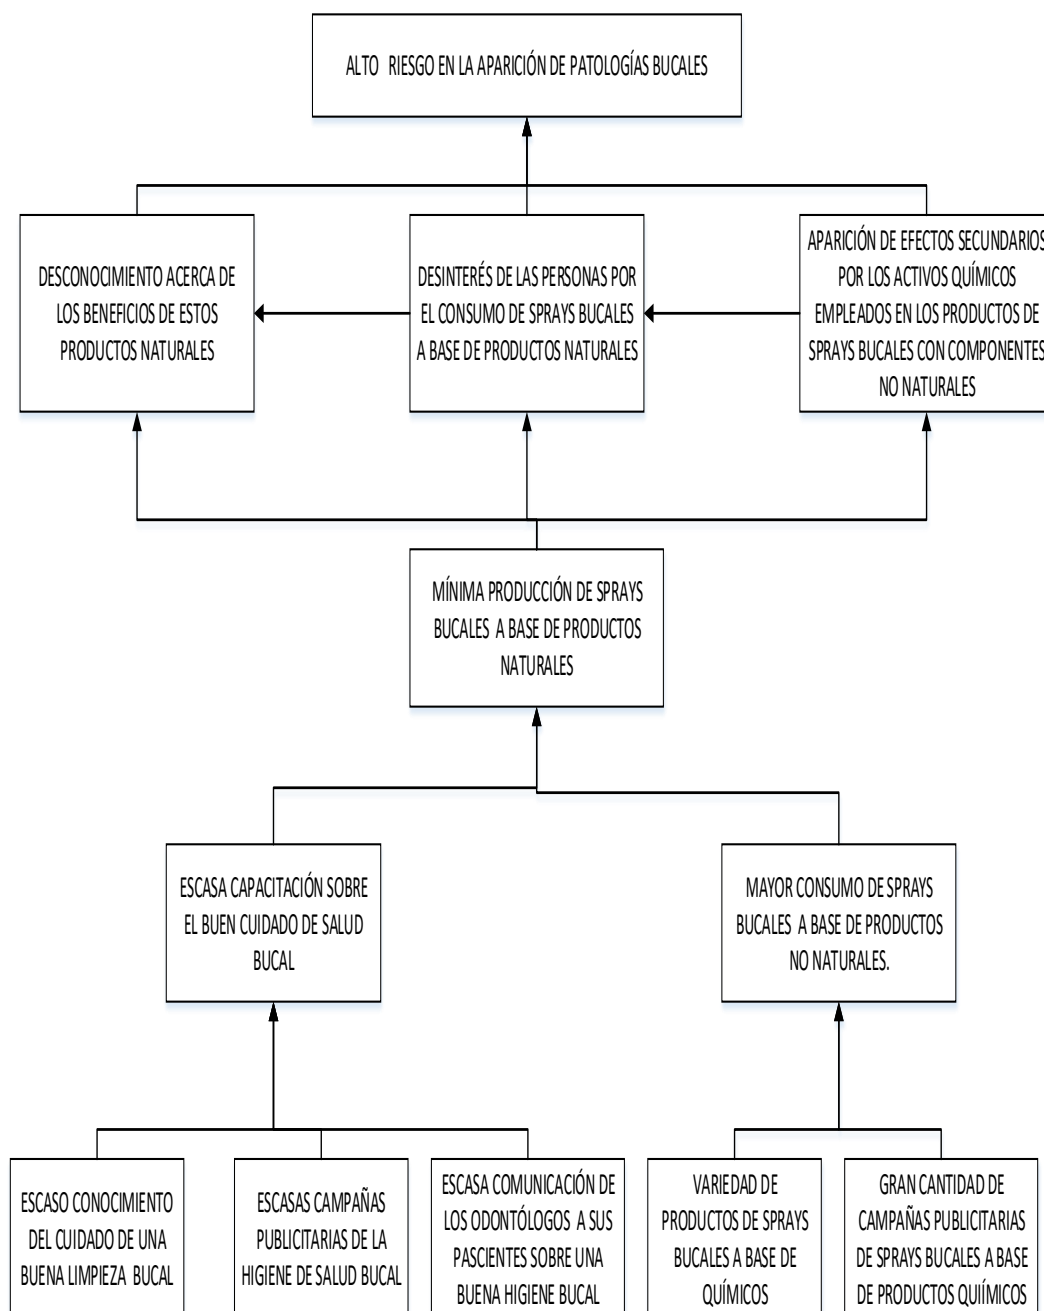 ALTO RIESGO EN LA APARICIÓN DE PATOLOGÍAS BUCALES
DESCONOCIMIENTO ACERCA DE
LOS BENEFICIOS DE ESTOS
PRODUCTOS NATURALES
DESINTERÉS DE LAS PERSONAS POR
EL CONSUMO DE SPRAYS BUCALES
A BASE DE PRODUCTOS NATURALES
APARICIÓN DE EFECTOS SECUNDARIOS
POR LOS ACTIVOS QUÍMICOS
EMPLEADOS EN LOS PRODUCTOS DE
SPRAYS BUCALES CON COMPONENTES
NO NATURALES
MÍNIMA PRODUCCIÓN DE SPRAYS
BUCALES A BASE DE PRODUCTOS
NATURALES
ESCASA CAPACITACIÓN SOBRE
EL BUEN CUIDADO DE SALUD
BUCAL
MAYOR CONSUMO DE SPRAYS
BUCALES A BASE DE PRODUCTOS
NO NATURALES.
ESCASO CONOCIMIENTO
DEL CUIDADO DE UNA
BUENA LIMPIEZA BUCAL
ESCASAS CAMPAÑAS
PUBLICITARIAS DE LA
HIGIENE DE SALUD BUCAL
ESCASA COMUNICACIÓN DE
LOS ODONTÓLOGOS A SUS
PASCIENTES SOBRE UNA
BUENA HIGIENE BUCAL
VARIEDAD DE
PRODUCTOS DE SPRAYS
BUCALES A BASE DE
QUÍMICOS
GRAN CANTIDAD DE
CAMPAÑAS PUBLICITARIAS
DE SPRAYS BUCALES A BASE
DE PRODUCTOS QUIÍMICOS